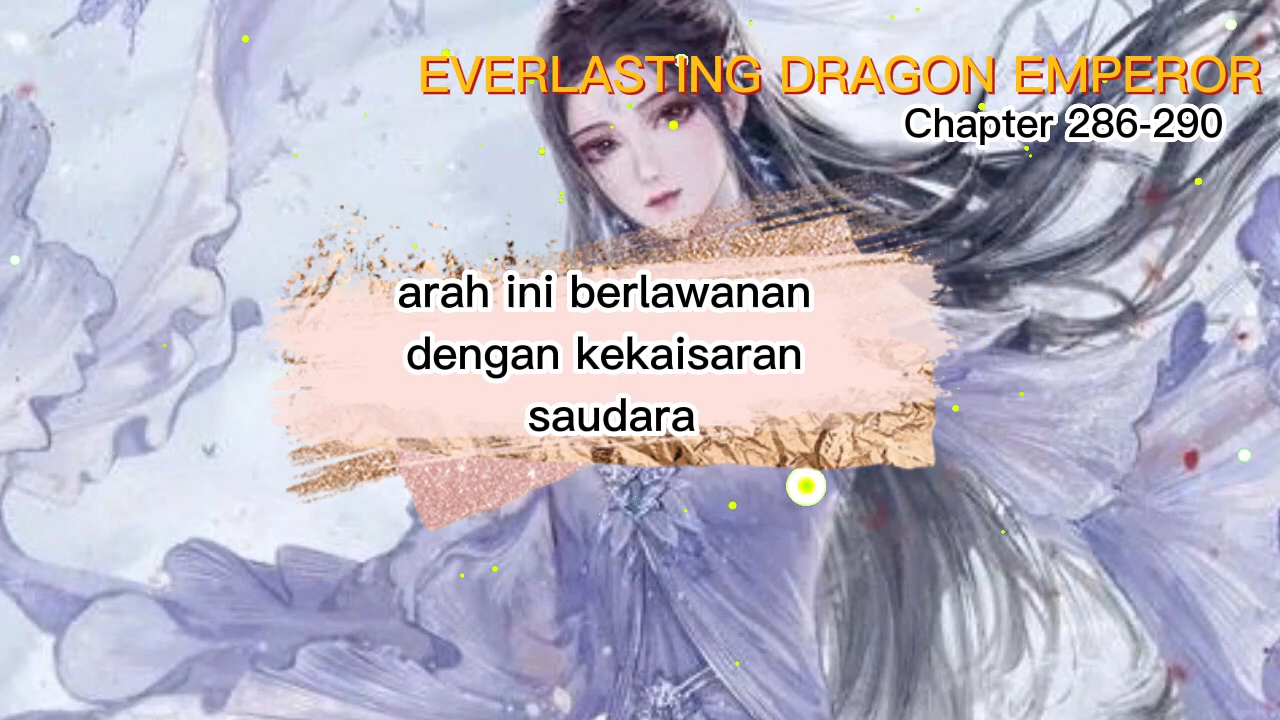 EVERLASTING DRAGON EMPEROR
Chapter 286-290
arah ini berlawanan
dengan kekaisaran
saudara